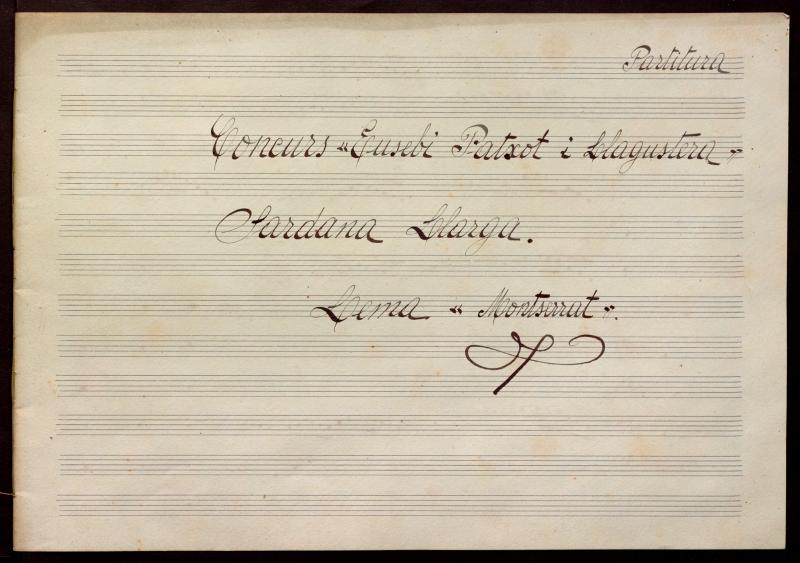 Partitura
Concurs "Eusebi Patxot i Llagustera"
Sardana Llarga.
Lema "Montserrat".